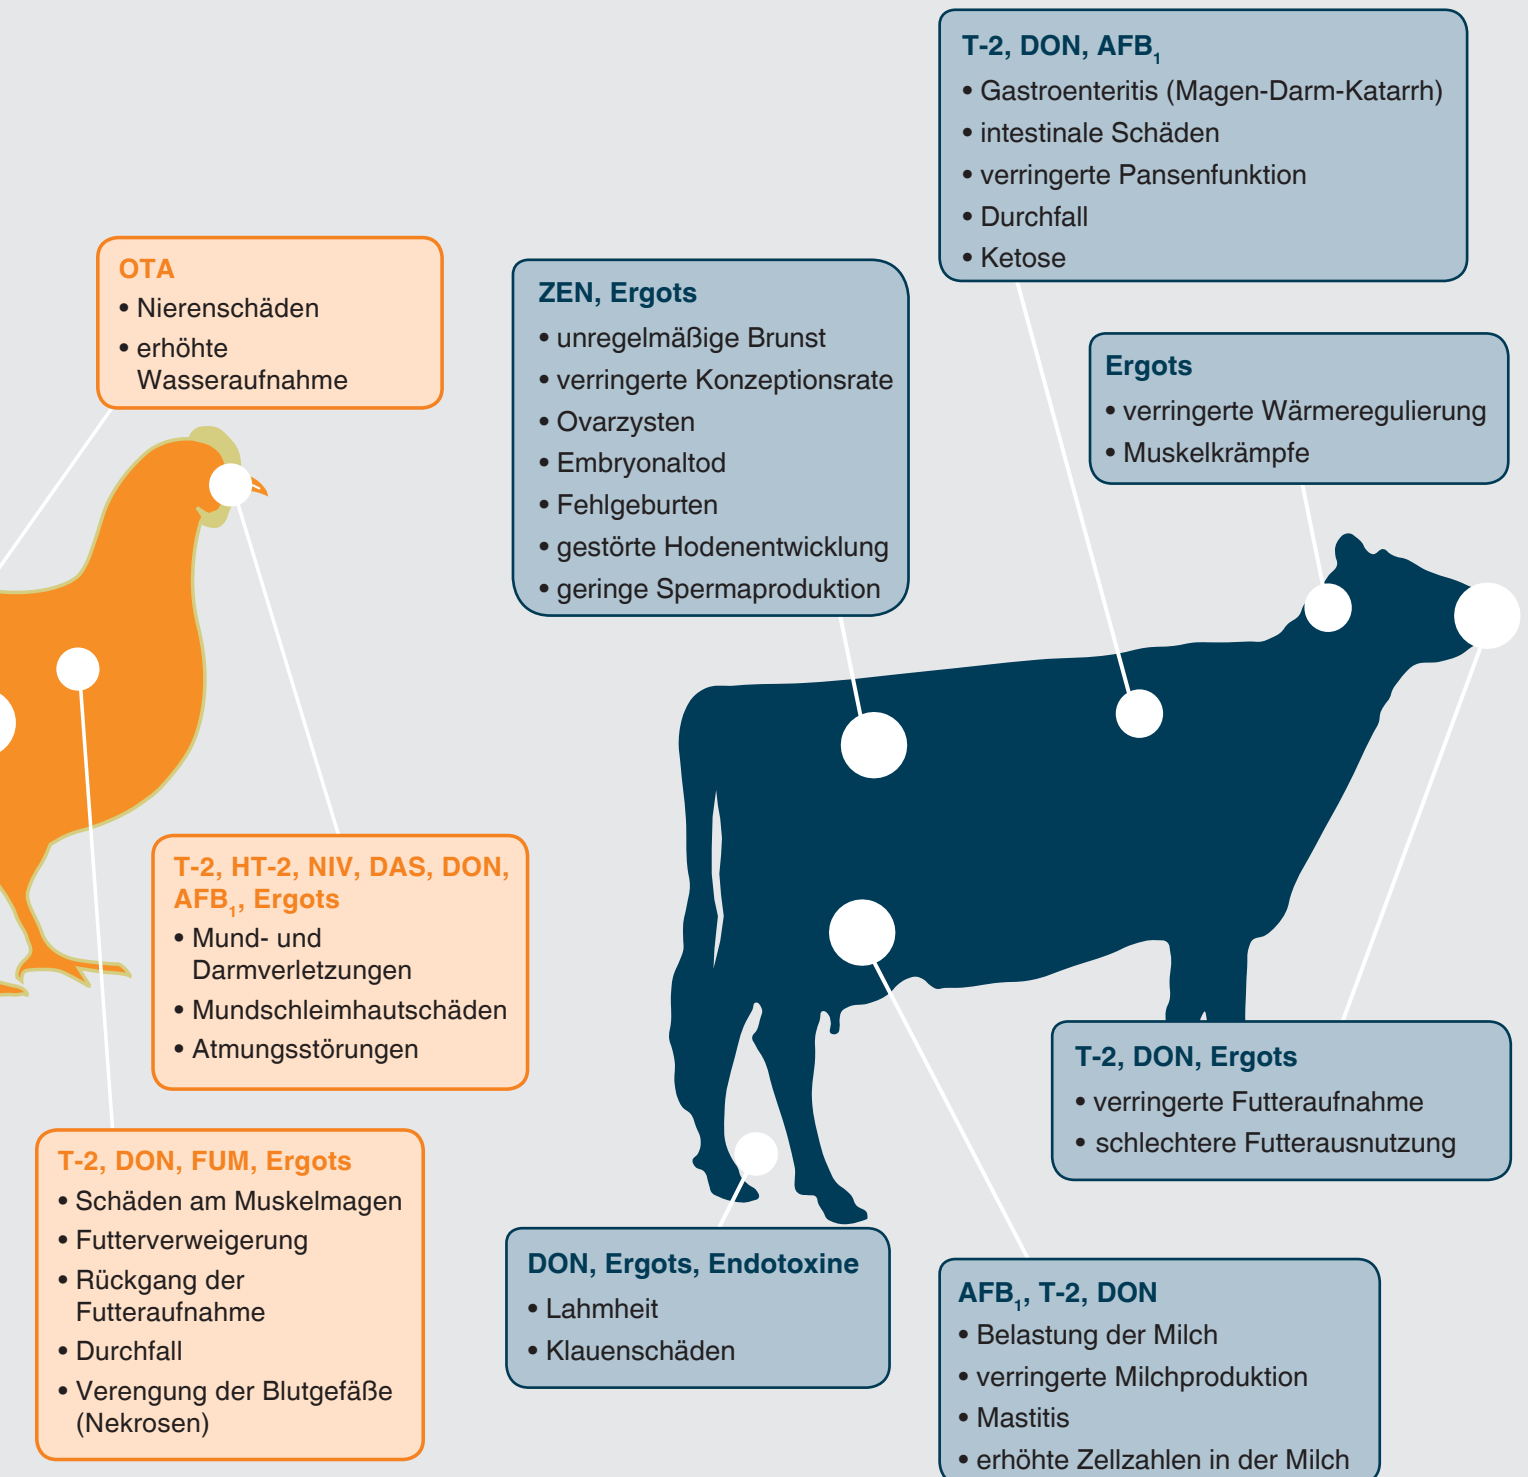 T-2, DON, AFB₁
• Gastroenteritis (Magen-Darm-Katarrh)
• intestinale Schäden
• verringerte Pansenfunktion
• Durchfall
• Ketose
OTA
• Nierenschäden
• erhöhte
Wasseraufnahme
ZEN, Ergots
• unregelmäßige Brunst
• verringerte Konzeptionsrate
• Ovarzysten
• Embryonaltod
• Fehlgeburten
• gestörte Hodenentwicklung
• geringe Spermaproduktion
Ergots
• verringerte Wärmeregulierung
• Muskelkrämpfe
T-2, HT-2, NIV, DAS, DON,
AFB₁, Ergots
• Mund- und
Darmverletzungen
• Mundschleimhautschäden
• Atmungsstörungen
T-2, DON, Ergots
• verringerte Futteraufnahme
• schlechtere Futterausnutzung
T-2, DON, FUM, Ergots
• Schäden am Muskelmagen
• Futterverweigerung
• Rückgang der
Futteraufnahme
• Durchfall
• Verengung der Blutgefäße
(Nekrosen)
DON, Ergots, Endotoxine
• Lahmheit
• Klauenschäden
AFB₁, T-2, DON
• Belastung der Milch
• verringerte Milchproduktion
• Mastitis
• erhöhte Zellzahlen in der Milch